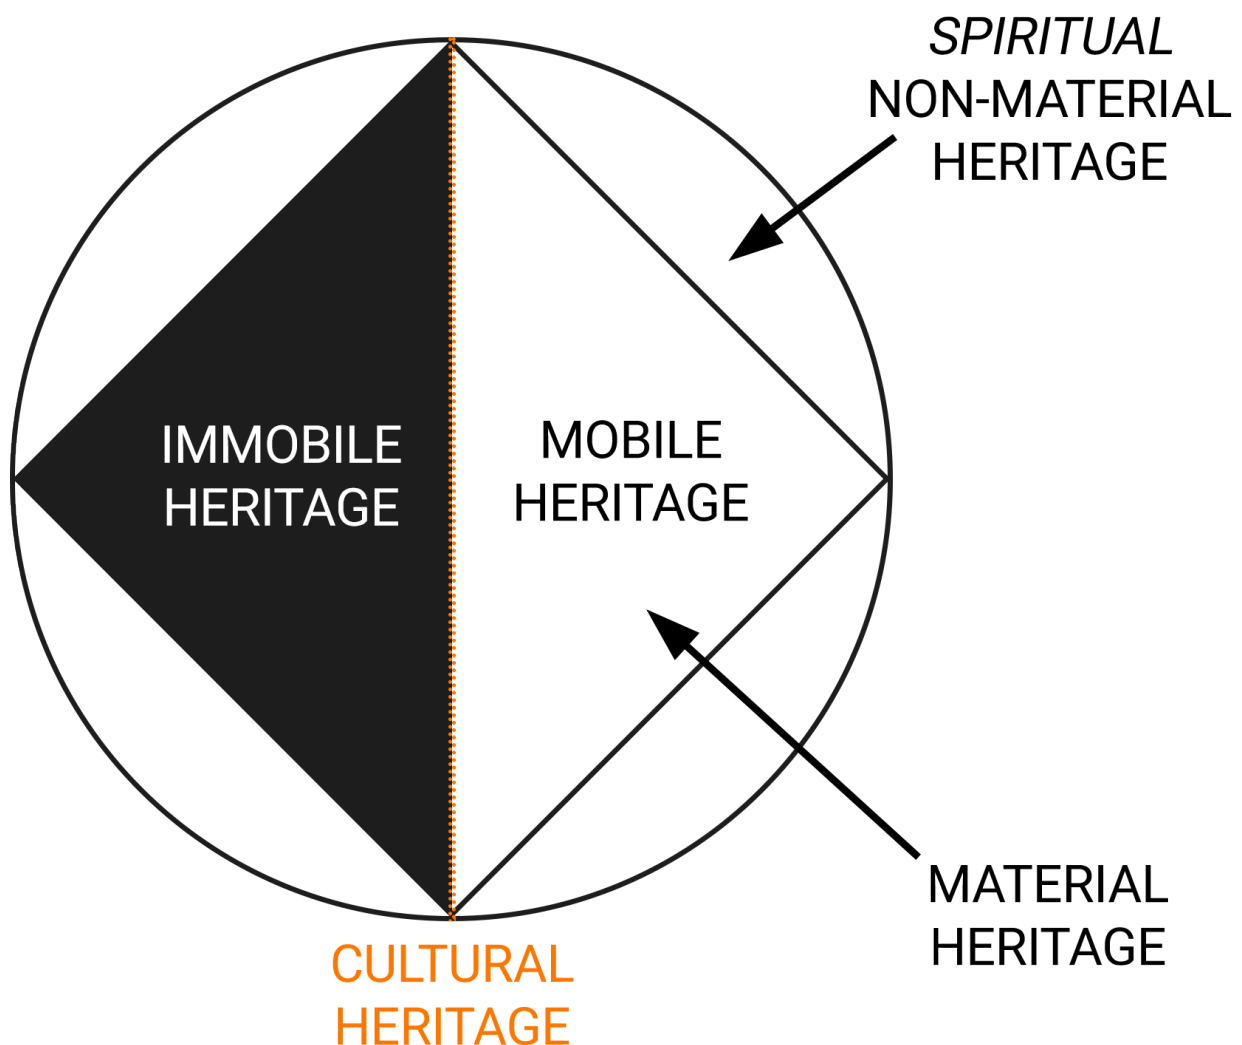 SPIRITUAL
NON-MATERIAL
HERITAGE
IMMOBILE
HERITAGE
MOBILE
HERITAGE
MATERIAL
HERITAGE
CULTURAL
HERITAGE